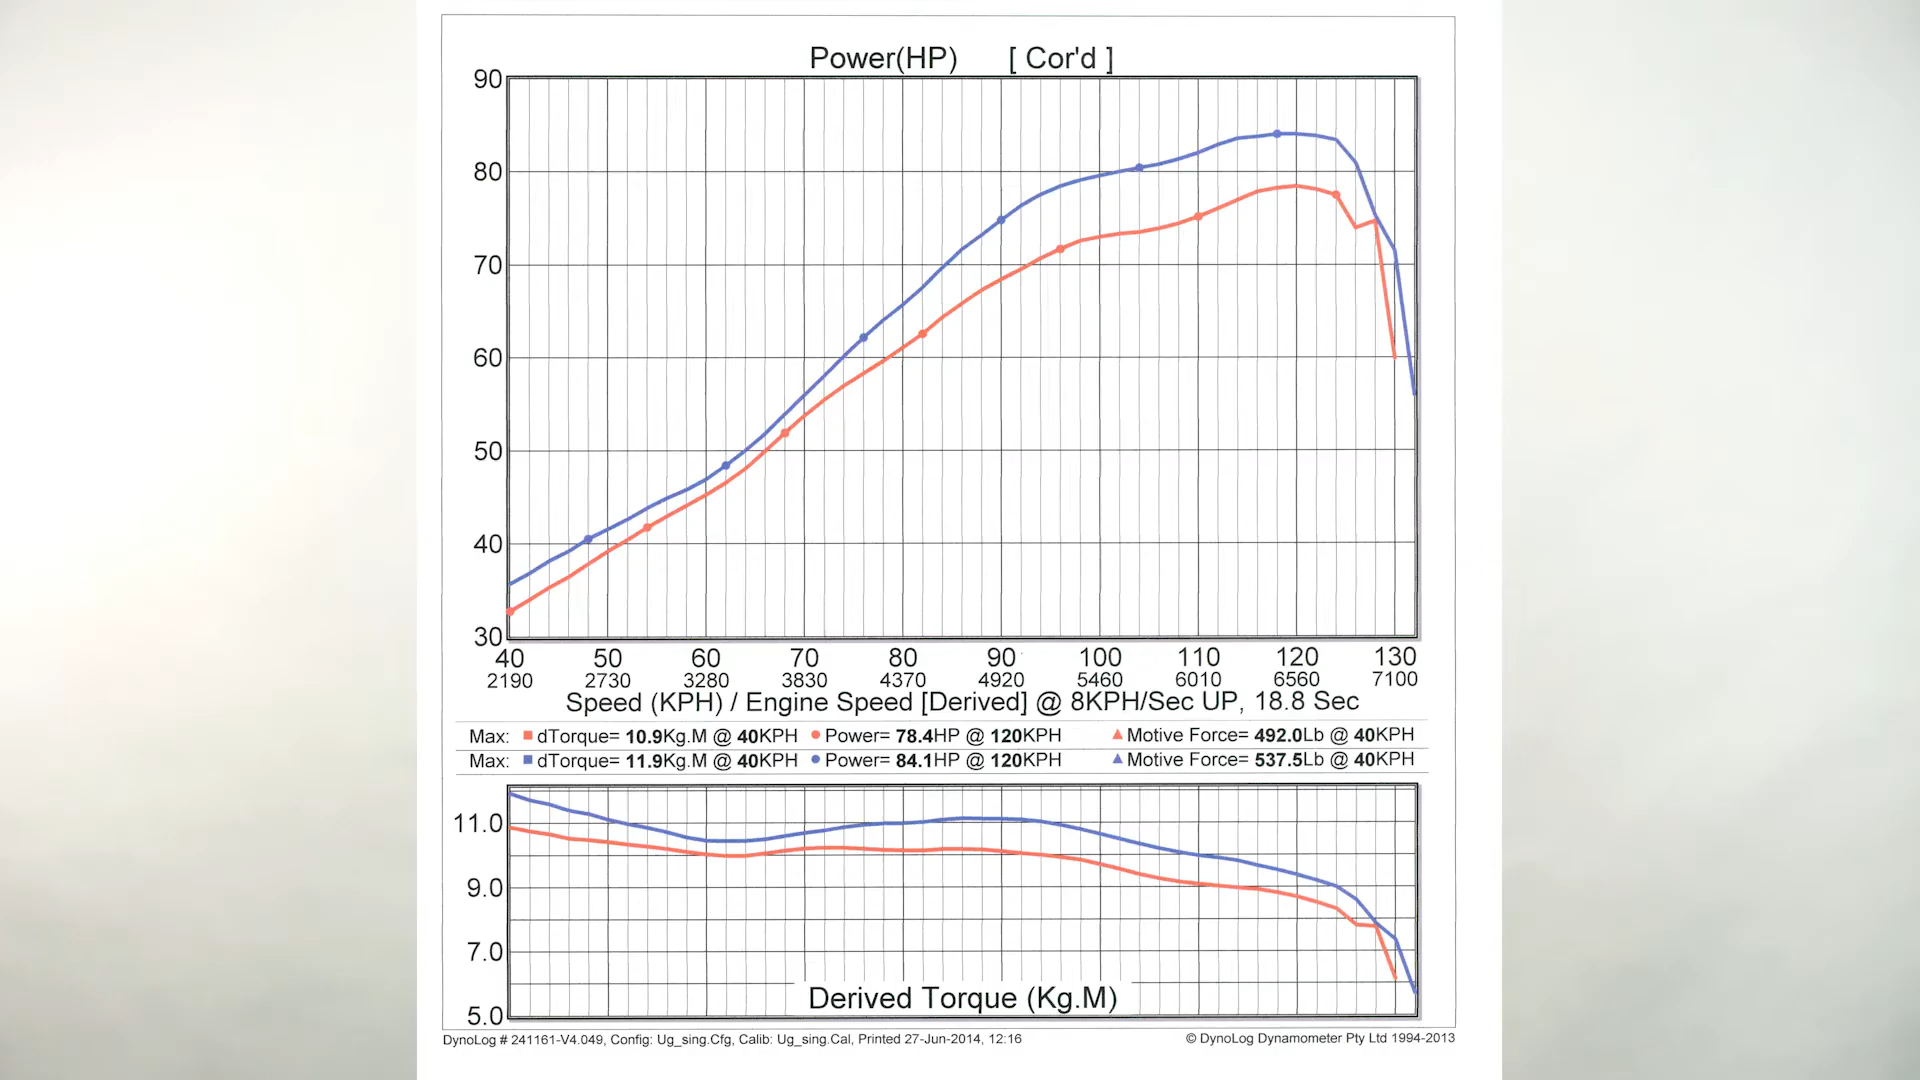 Power(HP) [ Cor'd ]
90
80
70
60
50
40
30
40 50 60 70 80 90 100 110 120 130
2190 2730 3280 3830 4370 4920 5460 6010 6560 7100
Speed (KPH) / Engine Speed [Derived] @ 8KPH/Sec UP, 18.8 Sec
Max: dTorque= 10.9Kg.M @ 40KPH Power= 78.4HP @ 120KPH Motive Force= 492.0Lb @ 40KPH
Max: dTorque= 11.9Kg.M @ 40KPH Power= 84.1HP @ 120KPH Motive Force= 537.5Lb @ 40KPH
11.0
9.0
7.0
5.0
Derived Torque (Kg.M)
DynoLog # 241161-V4.049, Config: Ug_sing.Cfg, Calib: Ug_sing.Cal, Printed 27-Jun-2014, 12:16 © DynoLog Dynamometer Pty Ltd 1994-2013